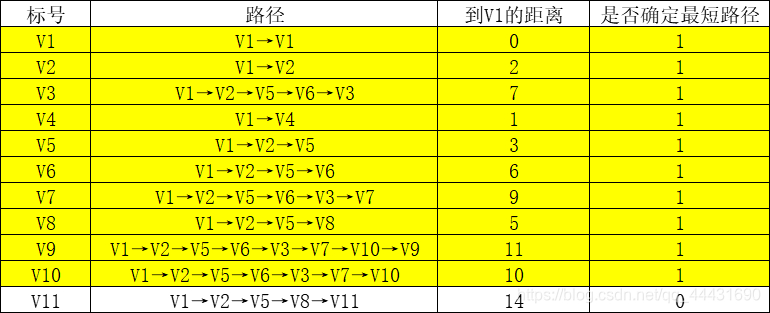 标号 路径 到V1的距离 是否确定最短路径
V1 V1→V1 0 1
V2 V1→V2 2 1
V3 V1→V2→V5→V6→V3 7 1
V4 V1→V4 1 1
V5 V1→V2→V5 3 1
V6 V1→V2→V5→V6 6 1
V7 V1→V2→V5→V6→V3→V7 9 1
V8 V1→V2→V5→V8 5 1
V9 V1→V2→V5→V6→V3→V7→V10→V9 11 1
V10 V1→V2→V5→V6→V3→V7→V10 10 1
V11 V1→V2→V5→V8→V11 14 0
https://blog.csdn.net/qq_44431690